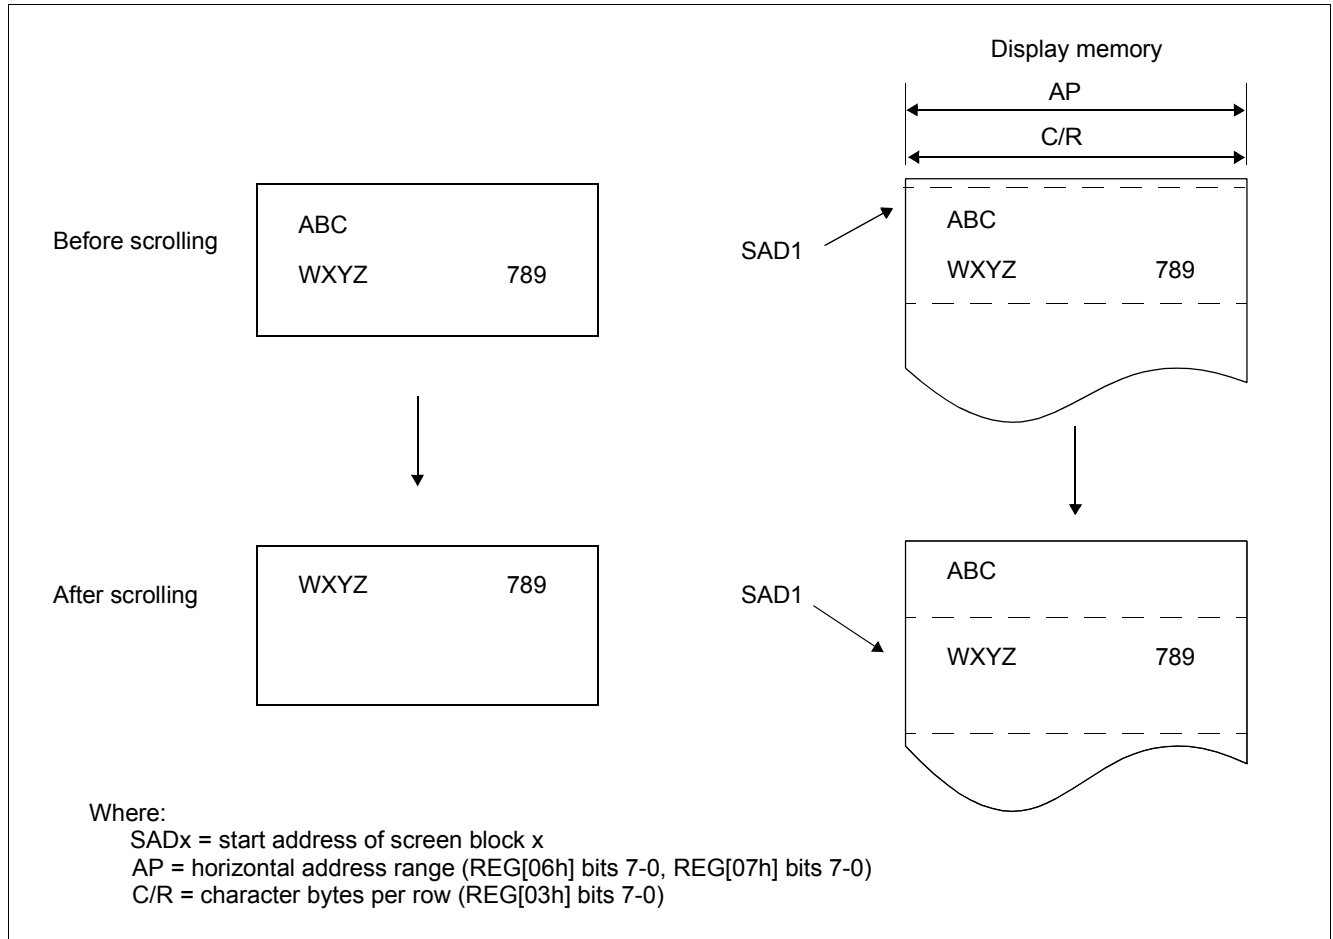 Display memory
AP
C/R
Before scrolling
ABC
WXYZ 789
SAD1
ABC
WXYZ 789
After scrolling
WXYZ 789
SAD1
ABC
WXYZ 789
Where:
SADx = start address of screen block x
AP = horizontal address range (REG[06h] bits 7-0, REG[07h] bits 7-0)
C/R = character bytes per row (REG[03h] bits 7-0)